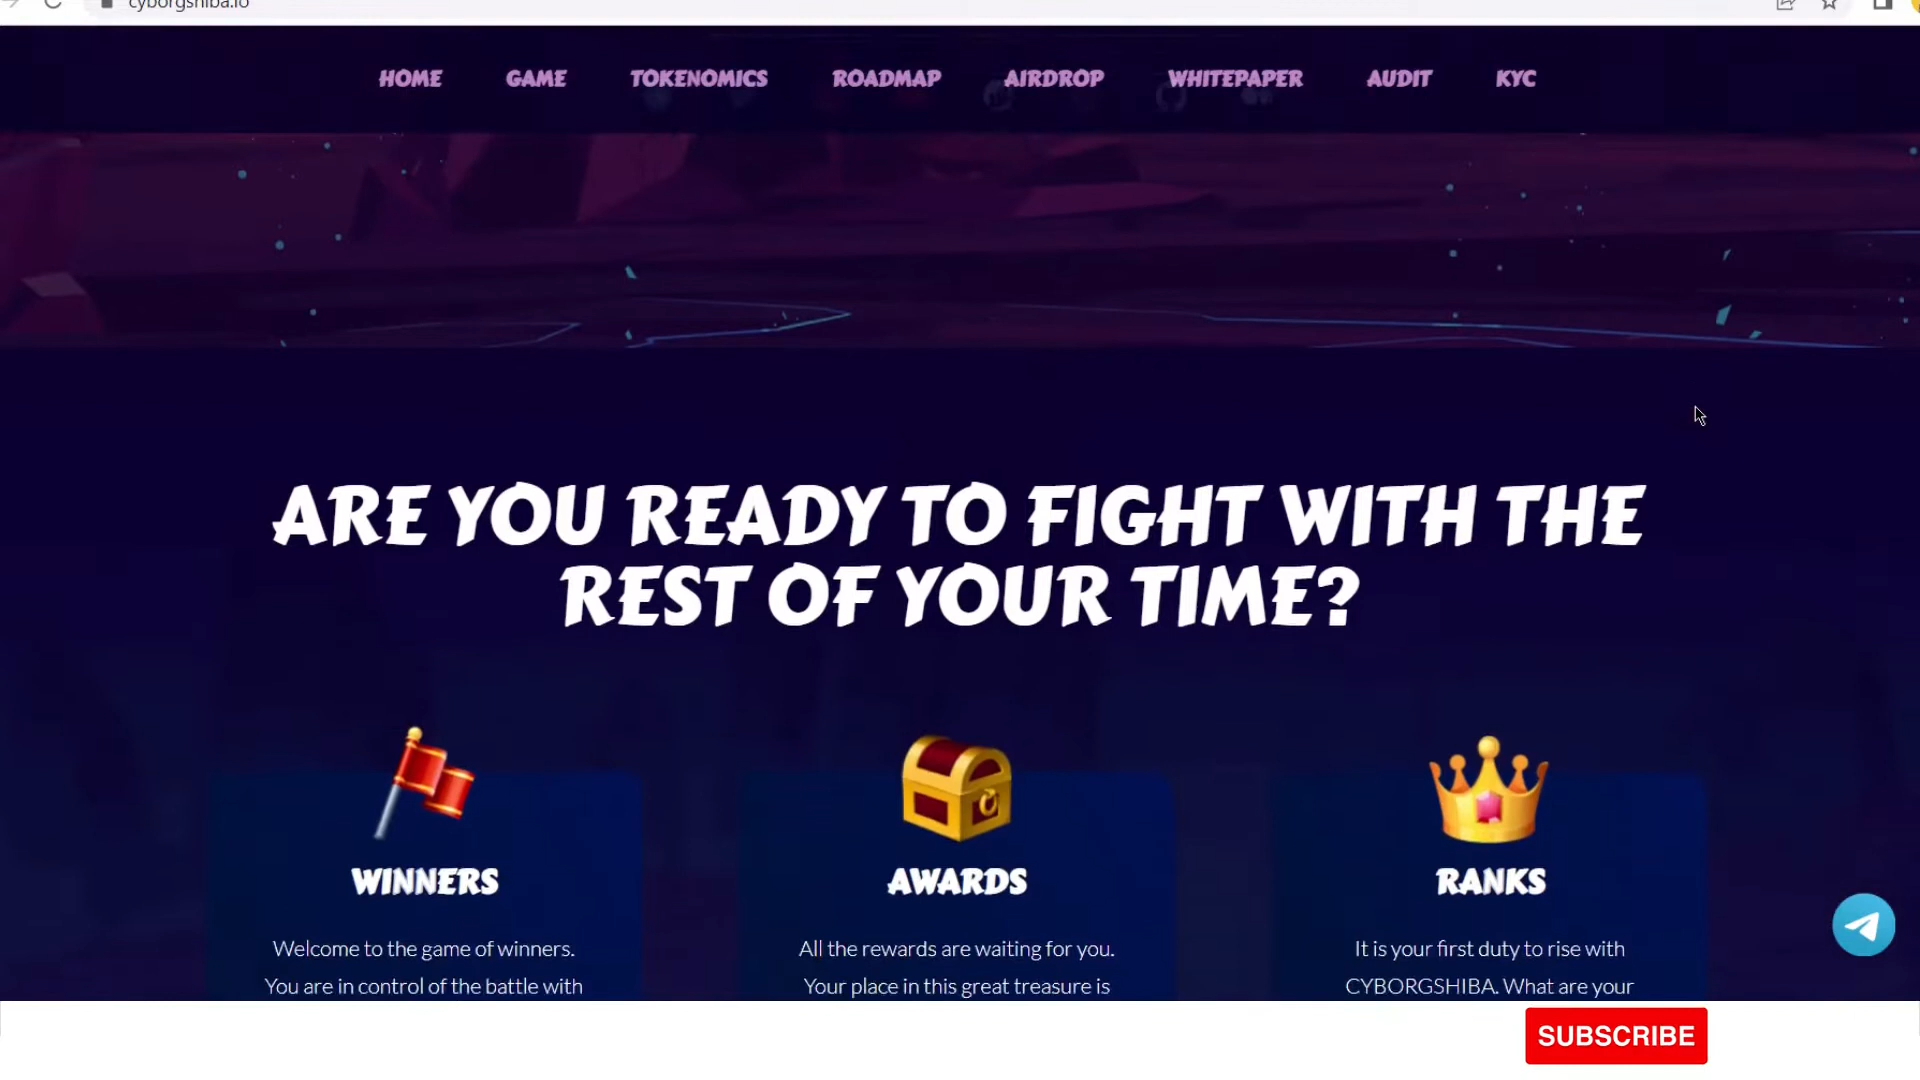 cyborgshiba.io
HOME GAME TOKENOMICS ROADMAP AIRDROP WHITEPAPER AUDIT KYC
ARE YOU READY TO FIGHT WITH THE
REST OF YOUR TIME?
WINNERS
Welcome to the game of winners.
You are in control of the battle with
AWARDS
All the rewards are waiting for you.
Your place in this great treasure is
RANKS
It is your first duty to rise with
CYBORGSHIBA. What are your
SUBSCRIBE